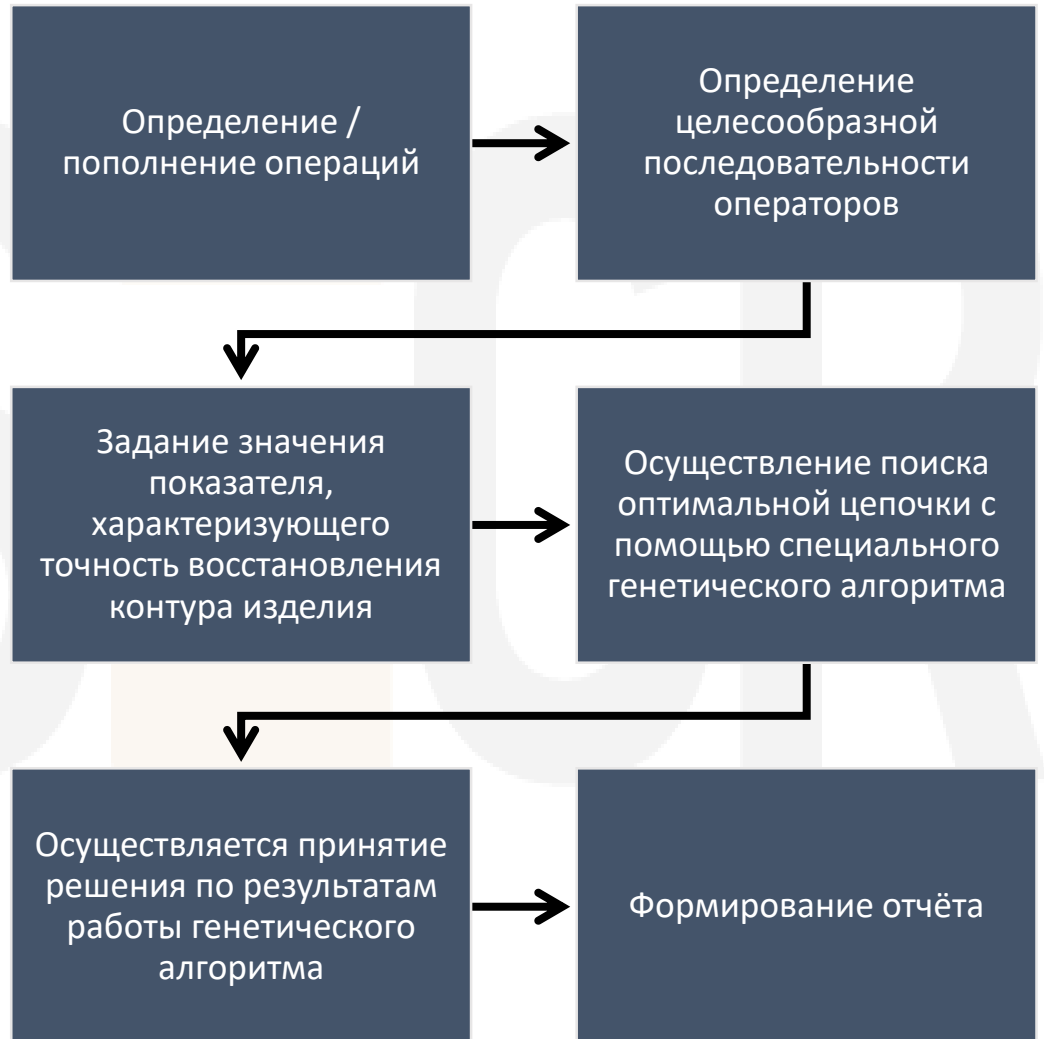 Определение /
пополнение операций
Определение
целесообразной
последовательности
операторов
Задание значения
показателя,
характеризующего
точность восстановления
контура изделия
Осуществление поиска
оптимальной цепочки с
помощью специального
генетического алгоритма
Осуществляется принятие
решения по результатам
работы генетического
алгоритма
Формирование отчёта